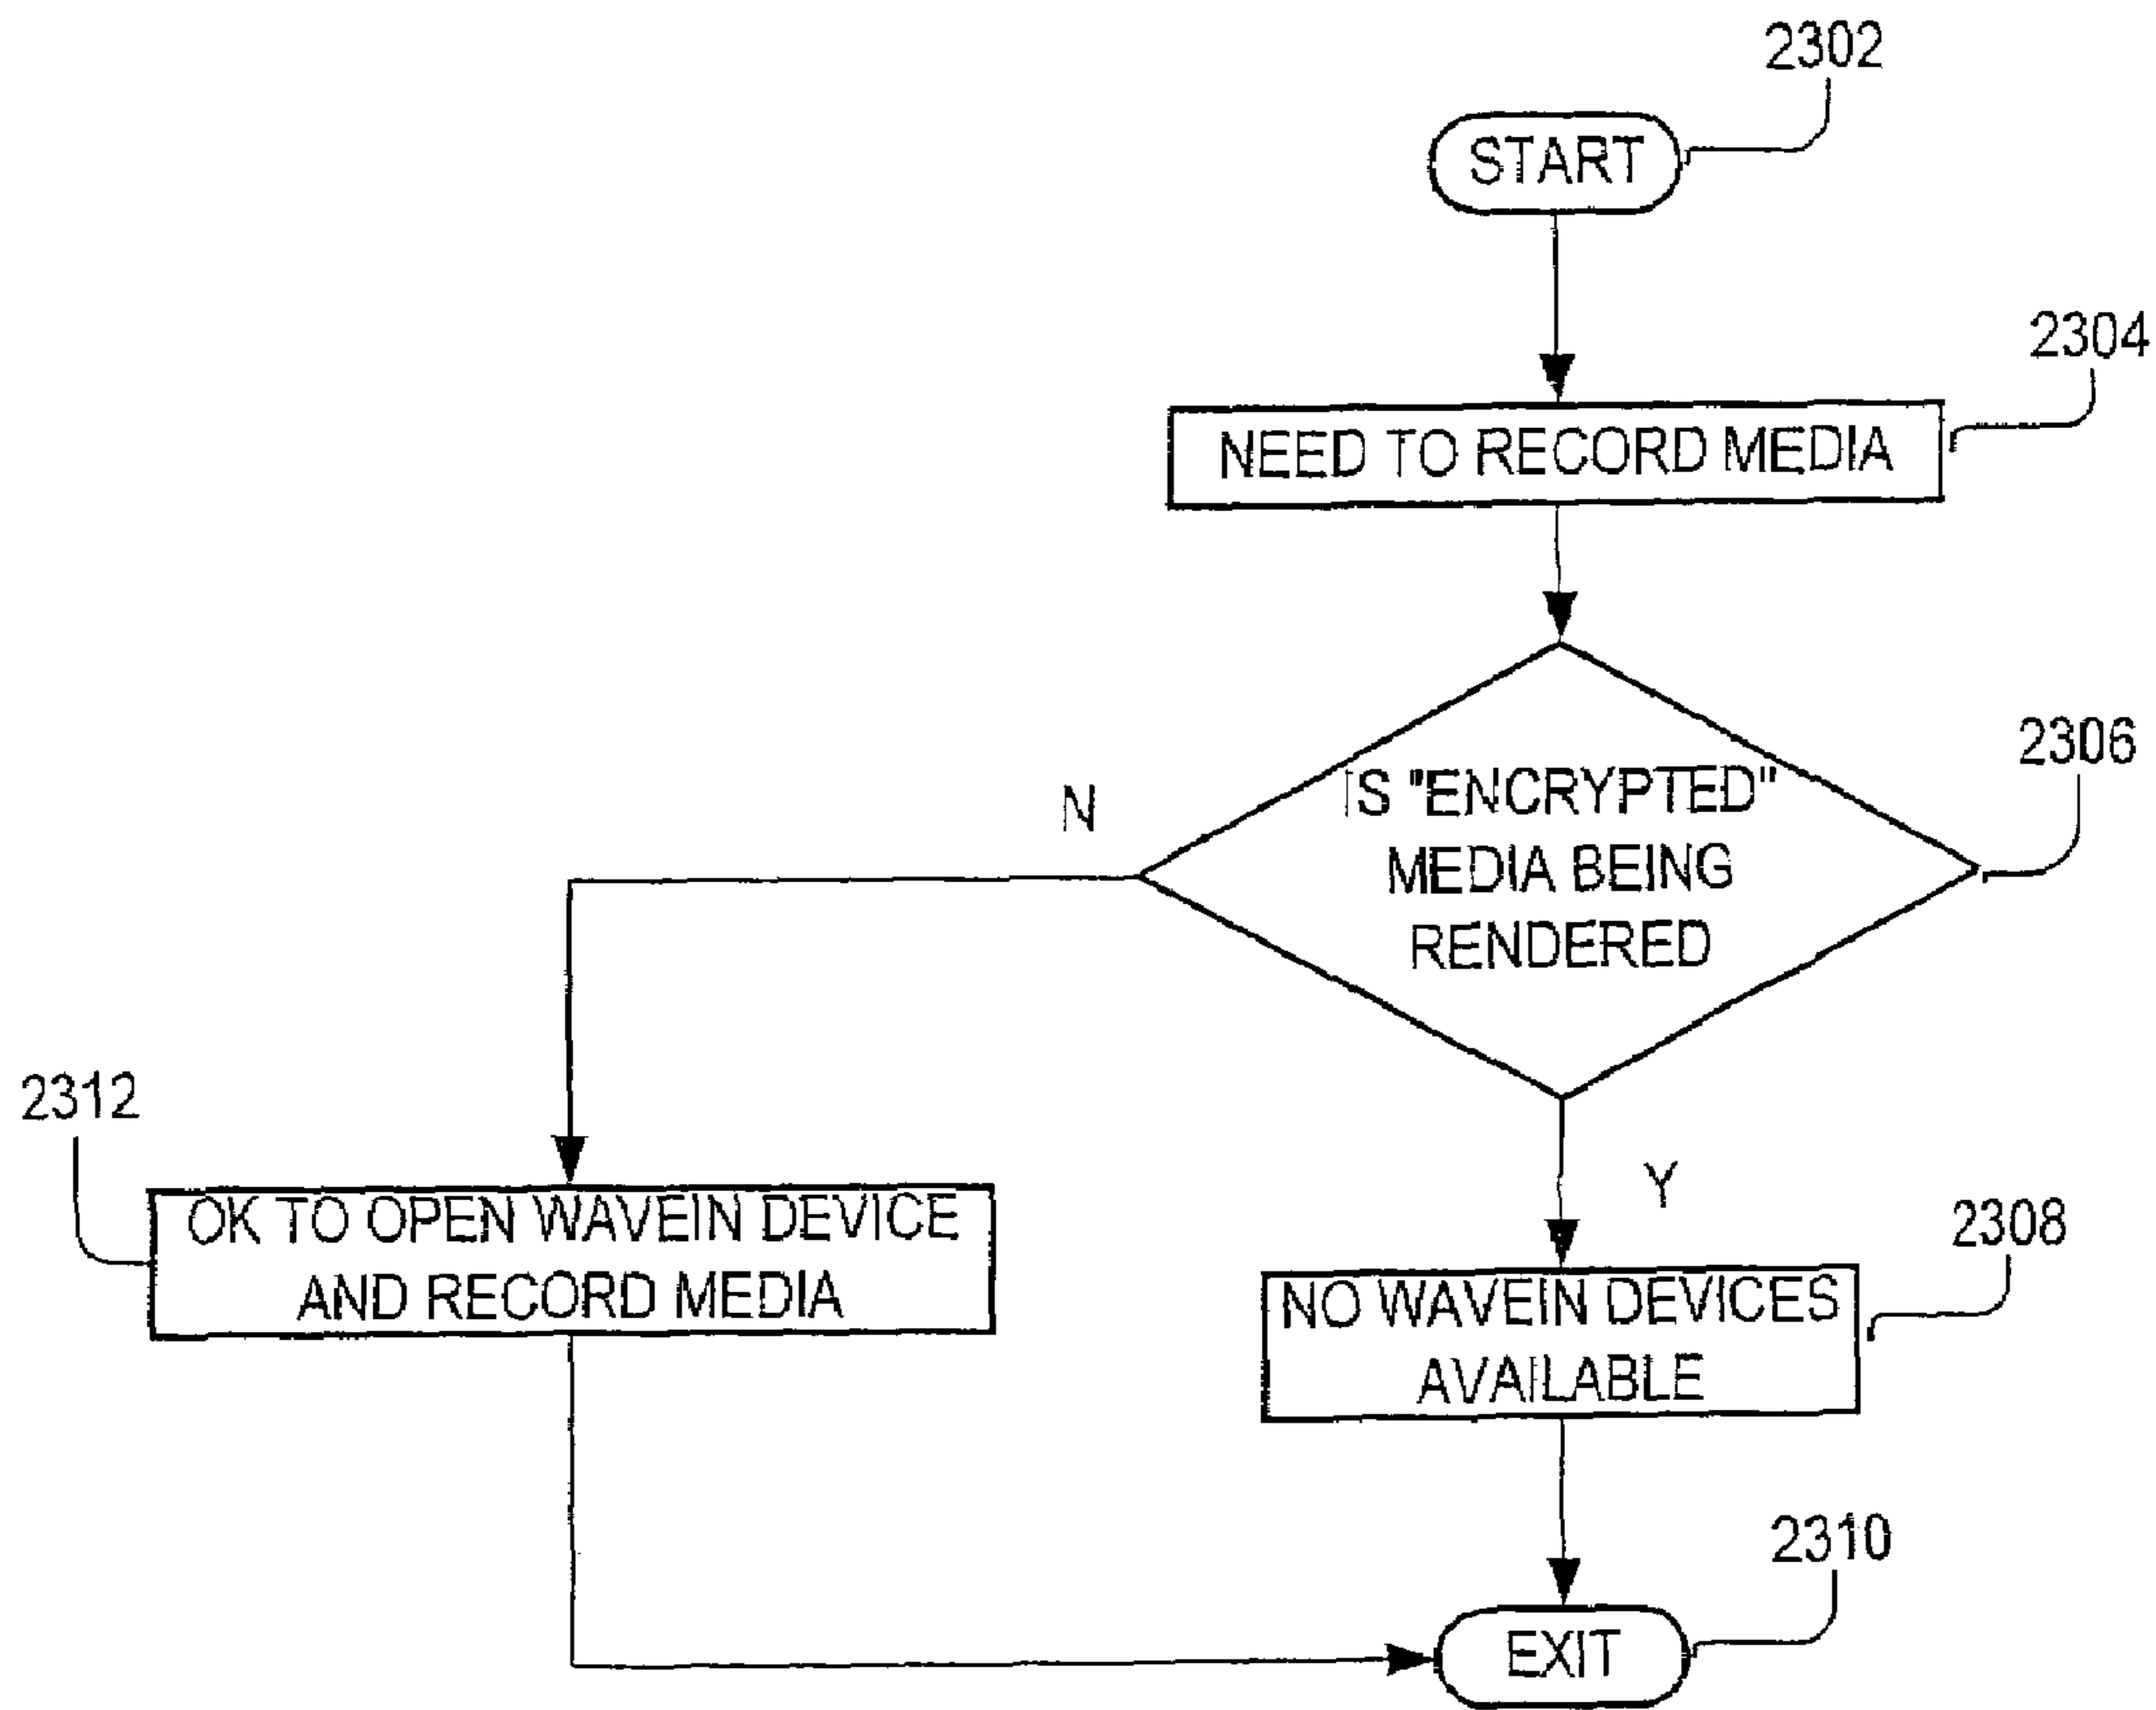 2302
START
2304
NEED TO RECORD MEDIA
2306
IS "ENCRYPTED"
MEDIA BEING
RENDERED
N
Y
2312
OK TO OPEN WAVEIN DEVICE
AND RECORD MEDIA
2308
NO WAVEIN DEVICES
AVAILABLE
2310
EXIT